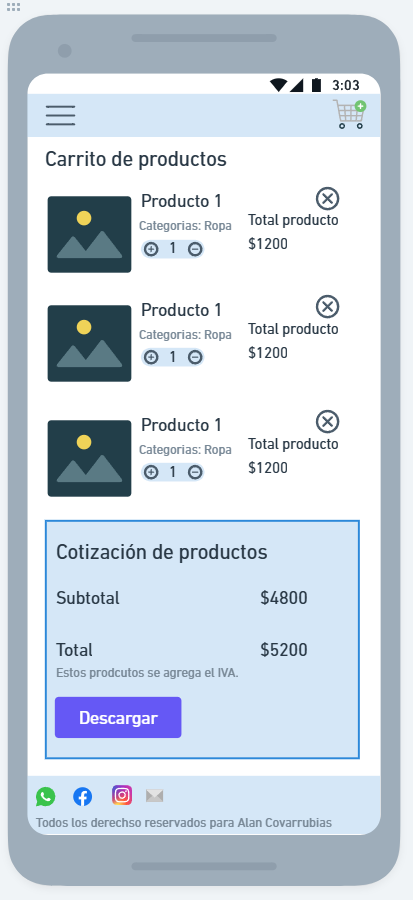 3:03
Carrito de productos
Producto 1
Categorias: Ropa
1
Total producto
$1200
Producto 1
Categorias: Ropa
1
Total producto
$1200
Producto 1
Categorias: Ropa
1
Total producto
$1200
Cotización de productos
Subtotal $4800
Total $5200
Estos prodcutos se agrega el IVA.
Descargar
Todos los derechso reservados para Alan Covarrubias